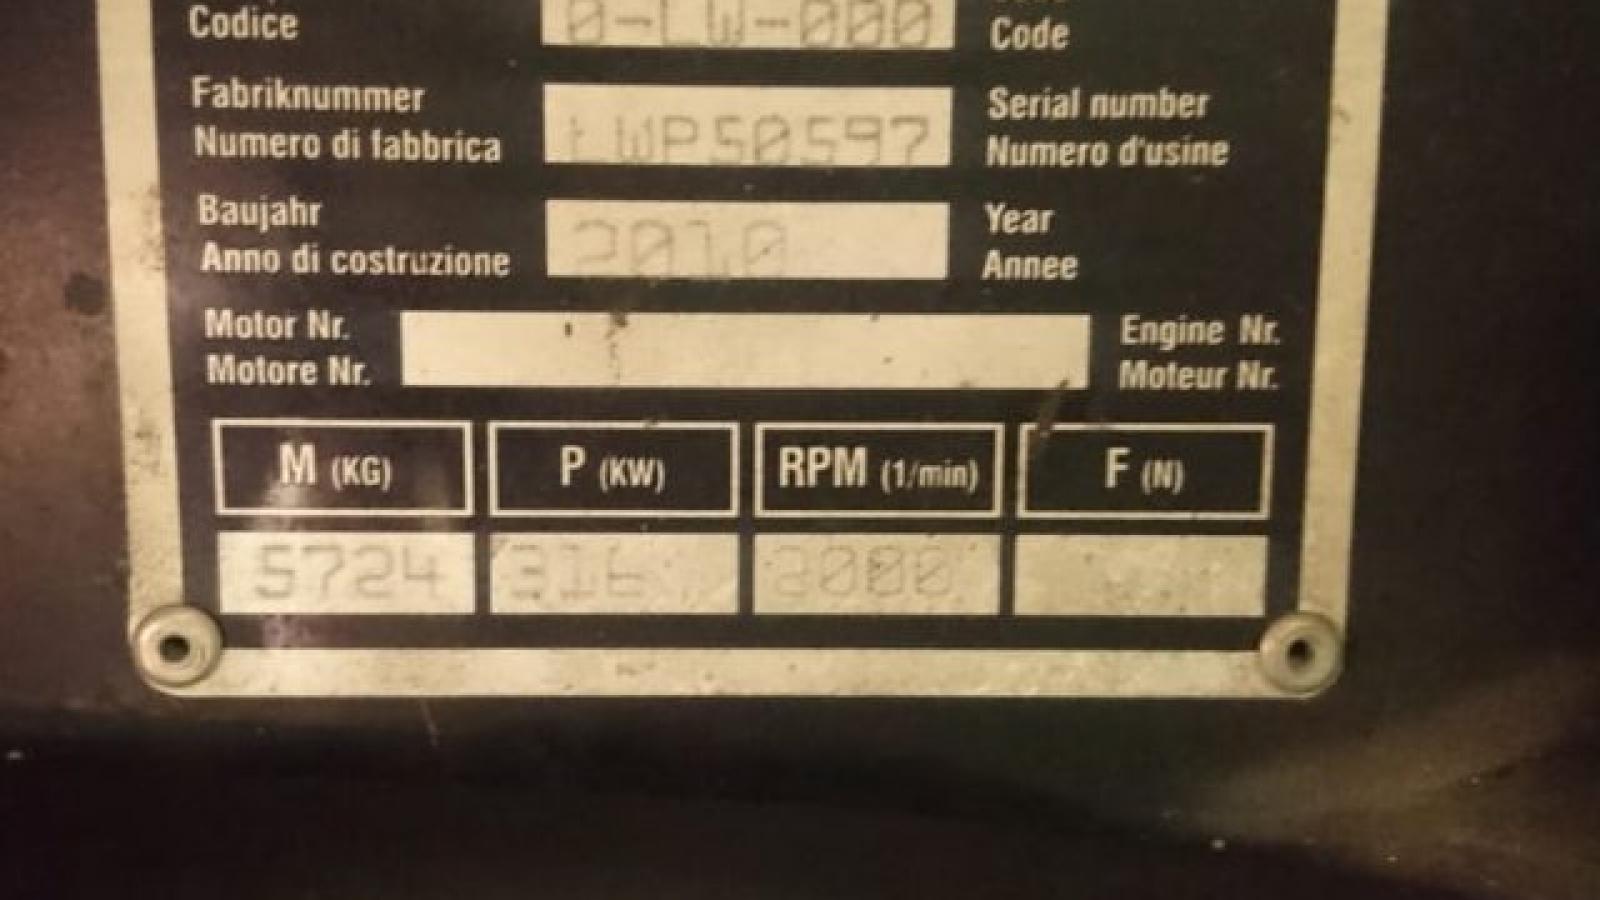 Codice 0-LW-000 Code
Fabriknummer Serial number
Numero di fabbrica LWP50597 Numero d'usine
Baujahr Year
Anno di costruzione 2010 Annee
Motor Nr. Engine Nr.
Motore Nr. Moteur Nr.
M (KG) P (KW) RPM (1/min) F (N)
5724 316 2000